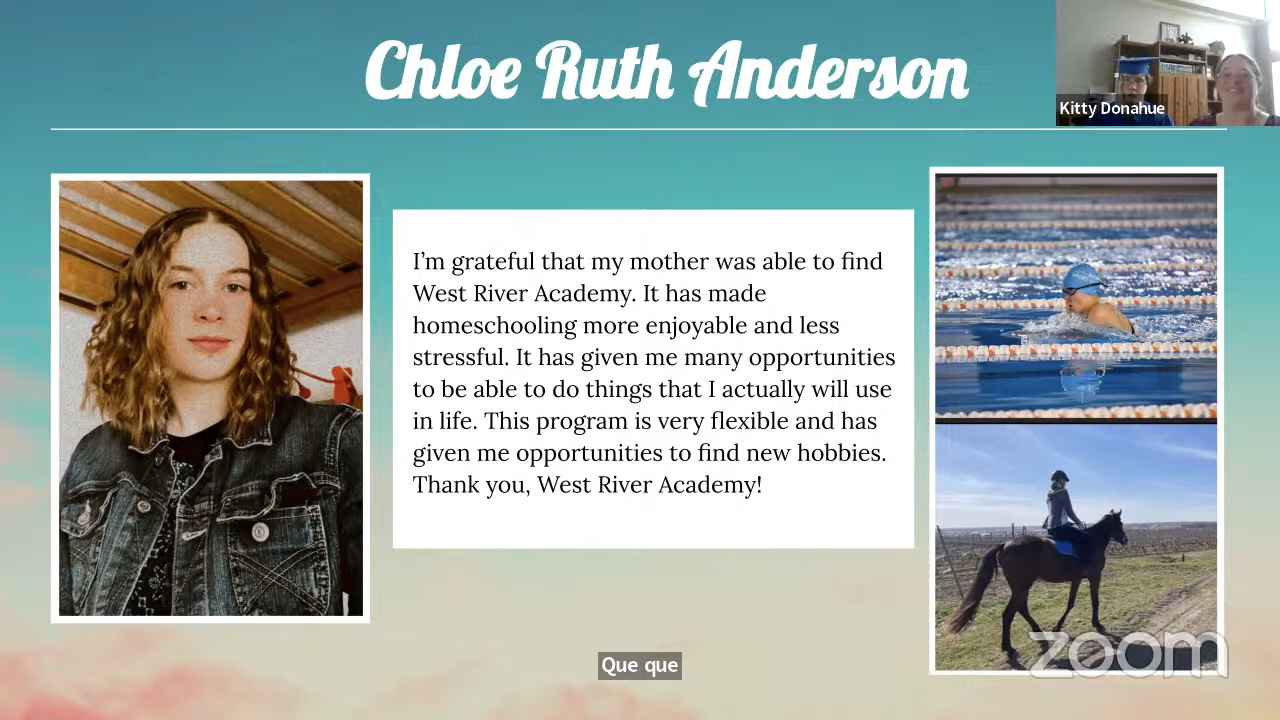 Chloe Ruth Anderson
Kitty Donahue
I'm grateful that my mother was able to find
West River Academy. It has made
homeschooling more enjoyable and less
stressful. It has given me many opportunities
to be able to do things that I actually will use
in life. This program is very flexible and has
given me opportunities to find new hobbies.
Thank you, West River Academy!
Que que
zoom